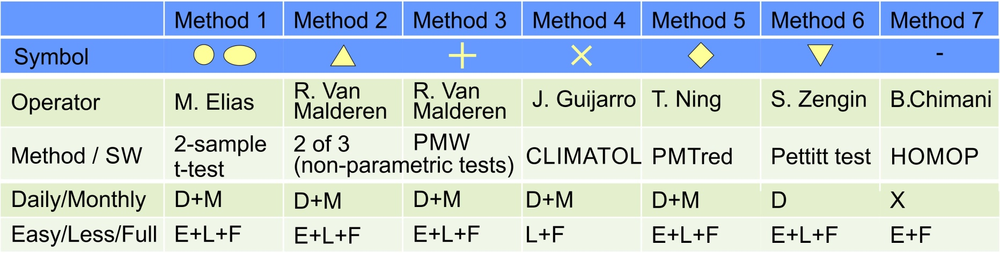 Method 1 Method 2 Method 3 Method 4 Method 5 Method 6 Method 7
Symbol -
Operator M. Elias R. Van Malderen R. Van Malderen J. Guijarro T. Ning S. Zengin B.Chimani
Method / SW 2-sample t-test 2 of 3 PMW (non-parametric tests) CLIMATOL PMTred Pettitt test HOMOP
Daily/Monthly D+M D+M D+M D+M D+M D X
Easy/Less/Full E+L+F E+L+F E+L+F L+F E+L+F E+L+F E+F